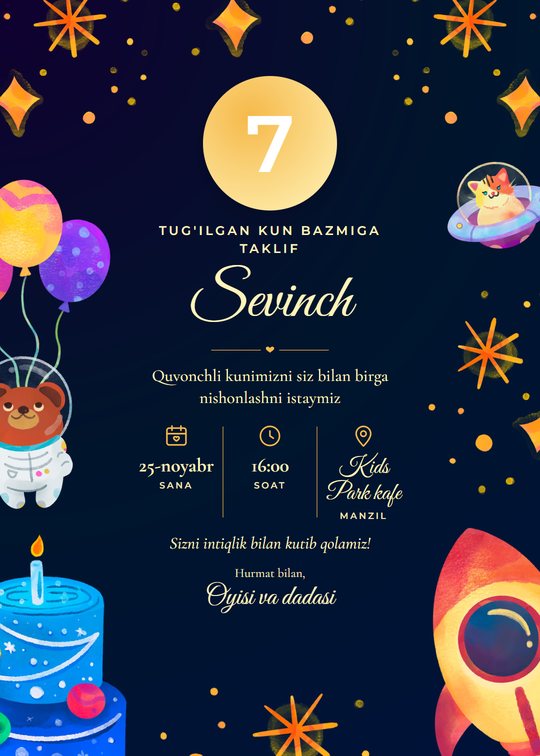 7
TUG'ILGAN KUN BAZMIGA
TAKLIF
Sevinch
Quvonchli kunimizni siz bilan birga
nishonlashni istaymiz
25-noyabr
SANA
16:00
SOAT
Kids
Park kafe
MANZIL
Sizni intiqlik bilan kutib qolamiz!
Hurmat bilan,
Oyisi va dadasi